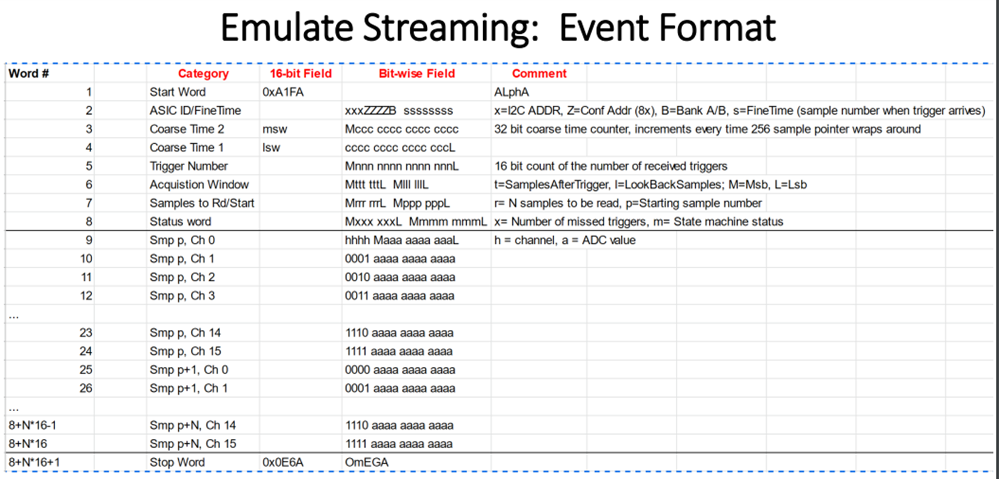 Emulate Streaming: Event Format
Word # Category 16-bit Field Bit-wise Field Comment
1 Start Word 0xA1FA ALphA
2 ASIC ID/FineTime xxxZZZZB ssssssss x=I2C ADDR, Z=Conf Addr (8x), B=Bank A/B, s=FineTime (sample number when trigger arrives)
3 Coarse Time 2 msw Mccc cccc cccc cccc 32 bit coarse time counter, increments every time 256 sample pointer wraps around
4 Coarse Time 1 lsw cccc cccc cccc cccL
5 Trigger Number Mnnn nnnn nnnn nnnL 16 bit count of the number of received triggers
6 Acquistion Window Mttt tttL Mlll lllL t=SamplesAfterTrigger, l=LookBackSamples; M=Msb, L=Lsb
7 Samples to Rd/Start Mrrr rrrL Mppp pppL r= N samples to be read, p=Starting sample number
8 Status word Mxxx xxxL Mmmm mmmL x= Number of missed triggers, m= State machine status
9 Smp p, Ch 0 hhhh Maaa aaaa aaaL h = channel, a = ADC value
10 Smp p, Ch 1 0001 aaaa aaaa aaaa
11 Smp p, Ch 2 0010 aaaa aaaa aaaa
12 Smp p, Ch 3 0011 aaaa aaaa aaaa
...
23 Smp p, Ch 14 1110 aaaa aaaa aaaa
24 Smp p, Ch 15 1111 aaaa aaaa aaaa
25 Smp p+1, Ch 0 0000 aaaa aaaa aaaa
26 Smp p+1, Ch 1 0001 aaaa aaaa aaaa
...
8+N*16-1 Smp p+N, Ch 14 1110 aaaa aaaa aaaa
8+N*16 Smp p+N, Ch 15 1111 aaaa aaaa aaaa
8+N*16+1 Stop Word 0x0E6A OmEGA